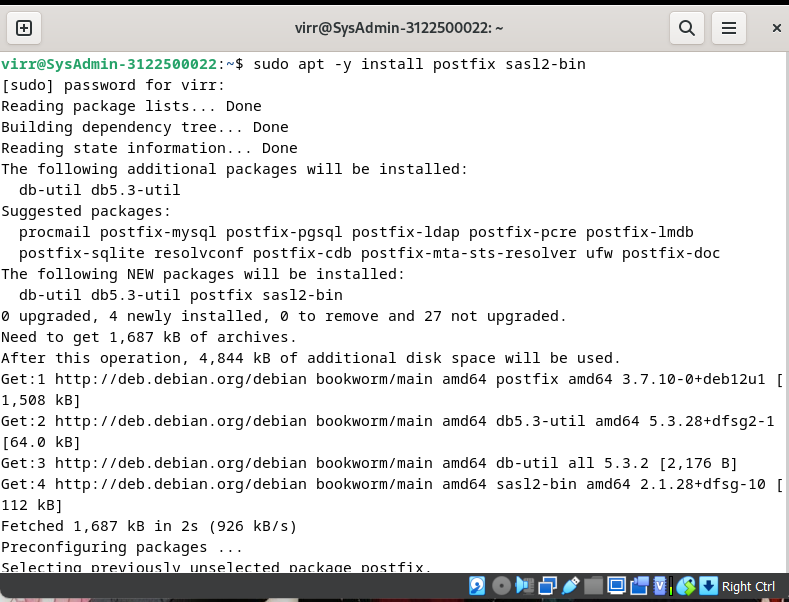 virr@SysAdmin-3122500022: ~
virr@SysAdmin-3122500022:~$ sudo apt -y install postfix sasl2-bin
[sudo] password for virr:
Reading package lists... Done
Building dependency tree... Done
Reading state information... Done
The following additional packages will be installed:
  db-util db5.3-util
Suggested packages:
  procmail postfix-mysql postfix-pgsql postfix-ldap postfix-pcre postfix-lmdb
  postfix-sqlite resolvconf postfix-cdb postfix-mta-sts-resolver ufw postfix-doc
The following NEW packages will be installed:
  db-util db5.3-util postfix sasl2-bin
0 upgraded, 4 newly installed, 0 to remove and 27 not upgraded.
Need to get 1,687 kB of archives.
After this operation, 4,844 kB of additional disk space will be used.
Get:1 http://deb.debian.org/debian bookworm/main amd64 postfix amd64 3.7.10-0+deb12u1 [
1,508 kB]
Get:2 http://deb.debian.org/debian bookworm/main amd64 db5.3-util amd64 5.3.28+dfsg2-1
[64.0 kB]
Get:3 http://deb.debian.org/debian bookworm/main amd64 db-util all 5.3.2 [2,176 B]
Get:4 http://deb.debian.org/debian bookworm/main amd64 sasl2-bin amd64 2.1.28+dfsg-10 [
112 kB]
Fetched 1,687 kB in 2s (926 kB/s)
Preconfiguring packages ...
Selecting previously unselected package postfix.
Right Ctrl